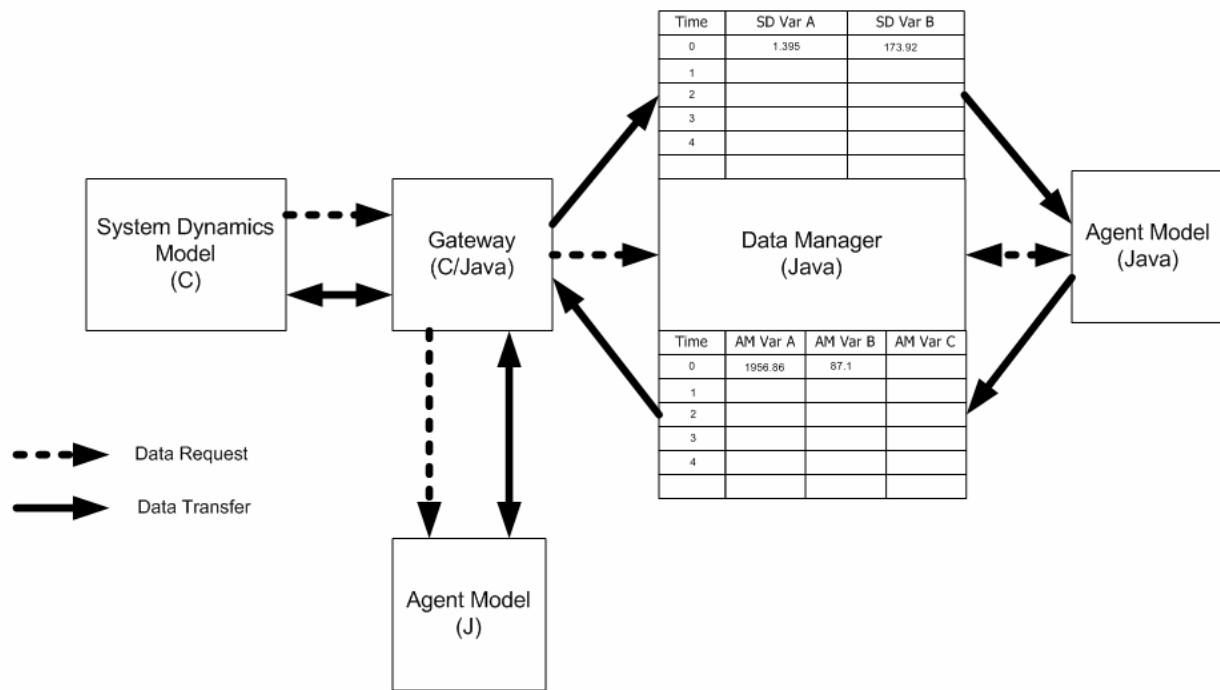 Time SD Var A SD Var B
0 1.395 173.92
1
2
3
4
System Dynamics
Model
(C)
Gateway
(C/Java)
Data Manager
(Java)
Agent Model
(Java)
Time AM Var A AM Var B AM Var C
0 1956.86 87.1
1
2
3
4
Data Request
Data Transfer
Agent Model
(J)